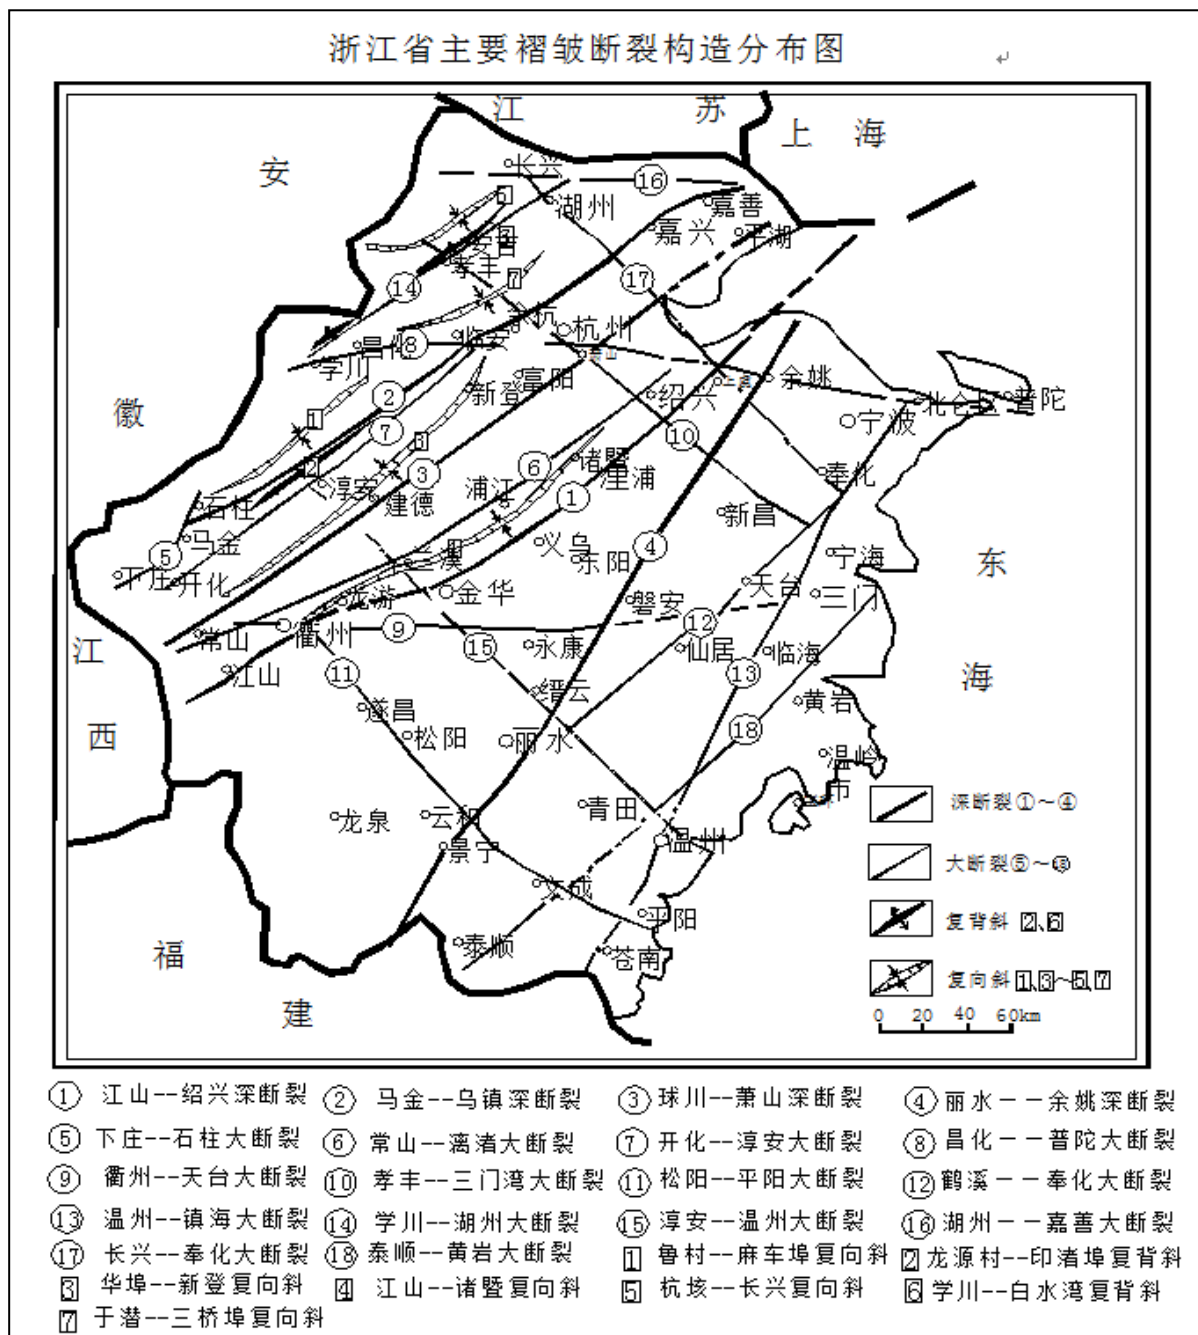 浙江省主要褶皱断裂构造分布图
江 苏
上 海
安
徽
江
西
福
建
东
海
长兴
16
湖州
嘉善
嘉兴
平湖
5
安吉
孝丰
17
14
7
余杭
杭州
萧山
昌化
8
临安
学川
新登
富阳
绍兴
上虞
余姚
北仑区
普陀
宁波
2
1
7
3
10
2
3
6
诸暨
里浦
浦江
1
奉化
石柱
淳安
建德
新昌
马金
5
4
义乌
东阳
宁海
下庄
开化
兰溪
天台
三门
龙游
金华
磐安
12
常山
衢州
9
15
永康
仙居
临海
江山
11
13
缙云
黄岩
遂昌
18
松阳
丽水
温岭市
青田
龙泉
云和
温州
景宁
文成
平阳
泰顺
苍南
深断裂①～④
大断裂⑤～⑱
复背斜 2、6
复向斜 1、3～5、7
0 20 40 60km
① 江山--绍兴深断裂 ② 马金--乌镇深断裂 ③ 球川--萧山深断裂 ④ 丽水－－余姚深断裂
⑤ 下庄--石柱大断裂 ⑥ 常山--漓渚大断裂 ⑦ 开化--淳安大断裂 ⑧ 昌化－－普陀大断裂
⑨ 衢州--天台大断裂 ⑩ 孝丰--三门湾大断裂 ⑪ 松阳--平阳大断裂 ⑫ 鹤溪－－奉化大断裂
⑬ 温州--镇海大断裂 ⑭ 学川--湖州大断裂 ⑮ 淳安--温州大断裂 ⑯ 湖州－－嘉善大断裂
⑰ 长兴--奉化大断裂 ⑱ 泰顺--黄岩大断裂 1 鲁村--麻车埠复向斜 2 龙源村--印渚埠复背斜
3 华埠--新登复向斜 4 江山--诸暨复向斜 5 杭垓--长兴复向斜 6 学川--白水湾复背斜
7 于潜--三桥埠复向斜